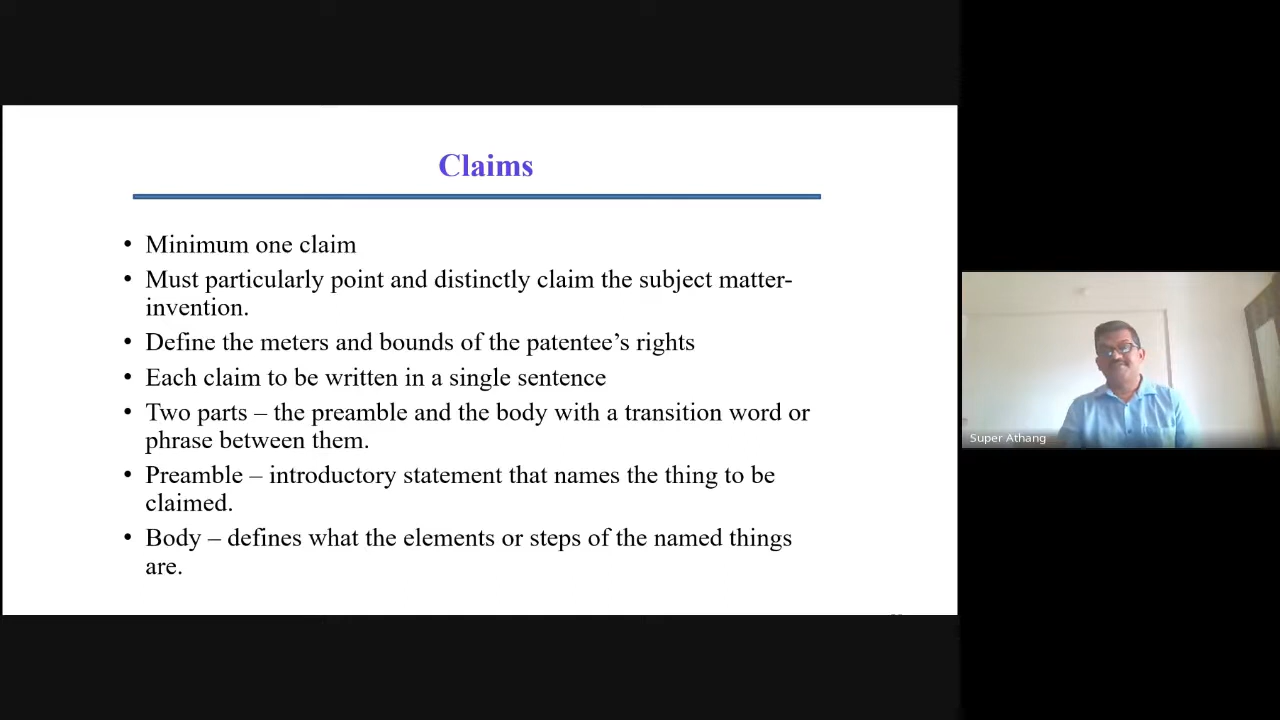 Claims
• Minimum one claim
• Must particularly point and distinctly claim the subject matter-
invention.
• Define the meters and bounds of the patentee’s rights
• Each claim to be written in a single sentence
• Two parts – the preamble and the body with a transition word or
phrase between them.
• Preamble – introductory statement that names the thing to be
claimed.
• Body – defines what the elements or steps of the named things
are.
Super Athang